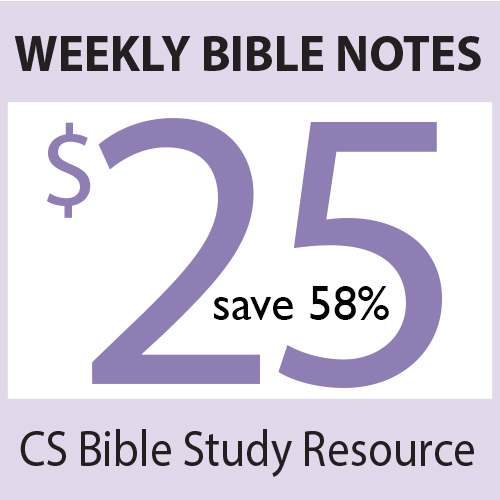 WEEKLY BIBLE NOTES
$25
save 58%
CS Bible Study Resource